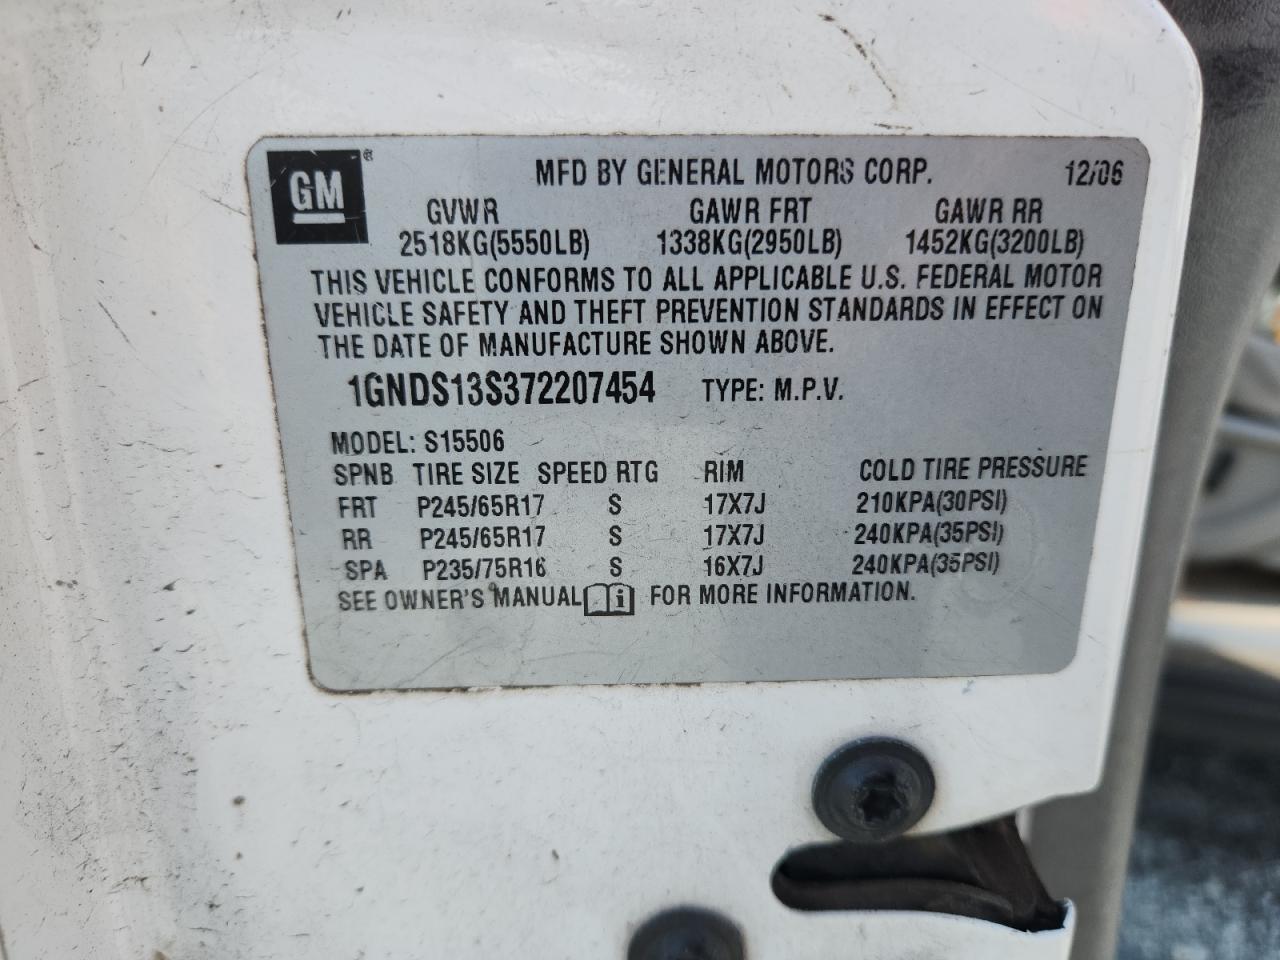 GM ® MFD BY GENERAL MOTORS CORP. 12/06
GVWR GAWR FRT GAWR RR
2518KG(5550LB) 1338KG(2950LB) 1452KG(3200LB)
THIS VEHICLE CONFORMS TO ALL APPLICABLE U.S. FEDERAL MOTOR
VEHICLE SAFETY AND THEFT PREVENTION STANDARDS IN EFFECT ON
THE DATE OF MANUFACTURE SHOWN ABOVE.
1GNDS13S372207454 TYPE: M.P.V.
MODEL: S15506
SPNB TIRE SIZE SPEED RTG RIM COLD TIRE PRESSURE
FRT P245/65R17 S 17X7J 210KPA(30PSI)
RR P245/65R17 S 17X7J 240KPA(35PSI)
SPA P235/75R16 S 16X7J 240KPA(35PSI)
SEE OWNER'S MANUAL i FOR MORE INFORMATION.